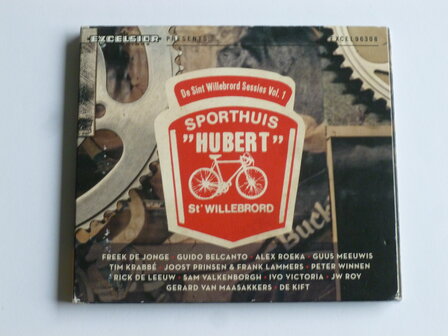 EXCELSIOR PRESENTS EXCEL96308
De Sint Willebrord Sessies Vol. 1
SPORTHUIS
"HUBERT"
St' WILLEBRORD
Buck
FREEK DE JONGE · GUIDO BELCANTO · ALEX ROEKA · GUUS MEEUWIS
TIM KRABBÉ · JOOST PRINSEN & FRANK LAMMERS · PETER WINNEN
RICK DE LEEUW · SAM VALKENBORGH · IVO VICTORIA · JW ROY
GERARD VAN MAASAKKERS · DE KIFT